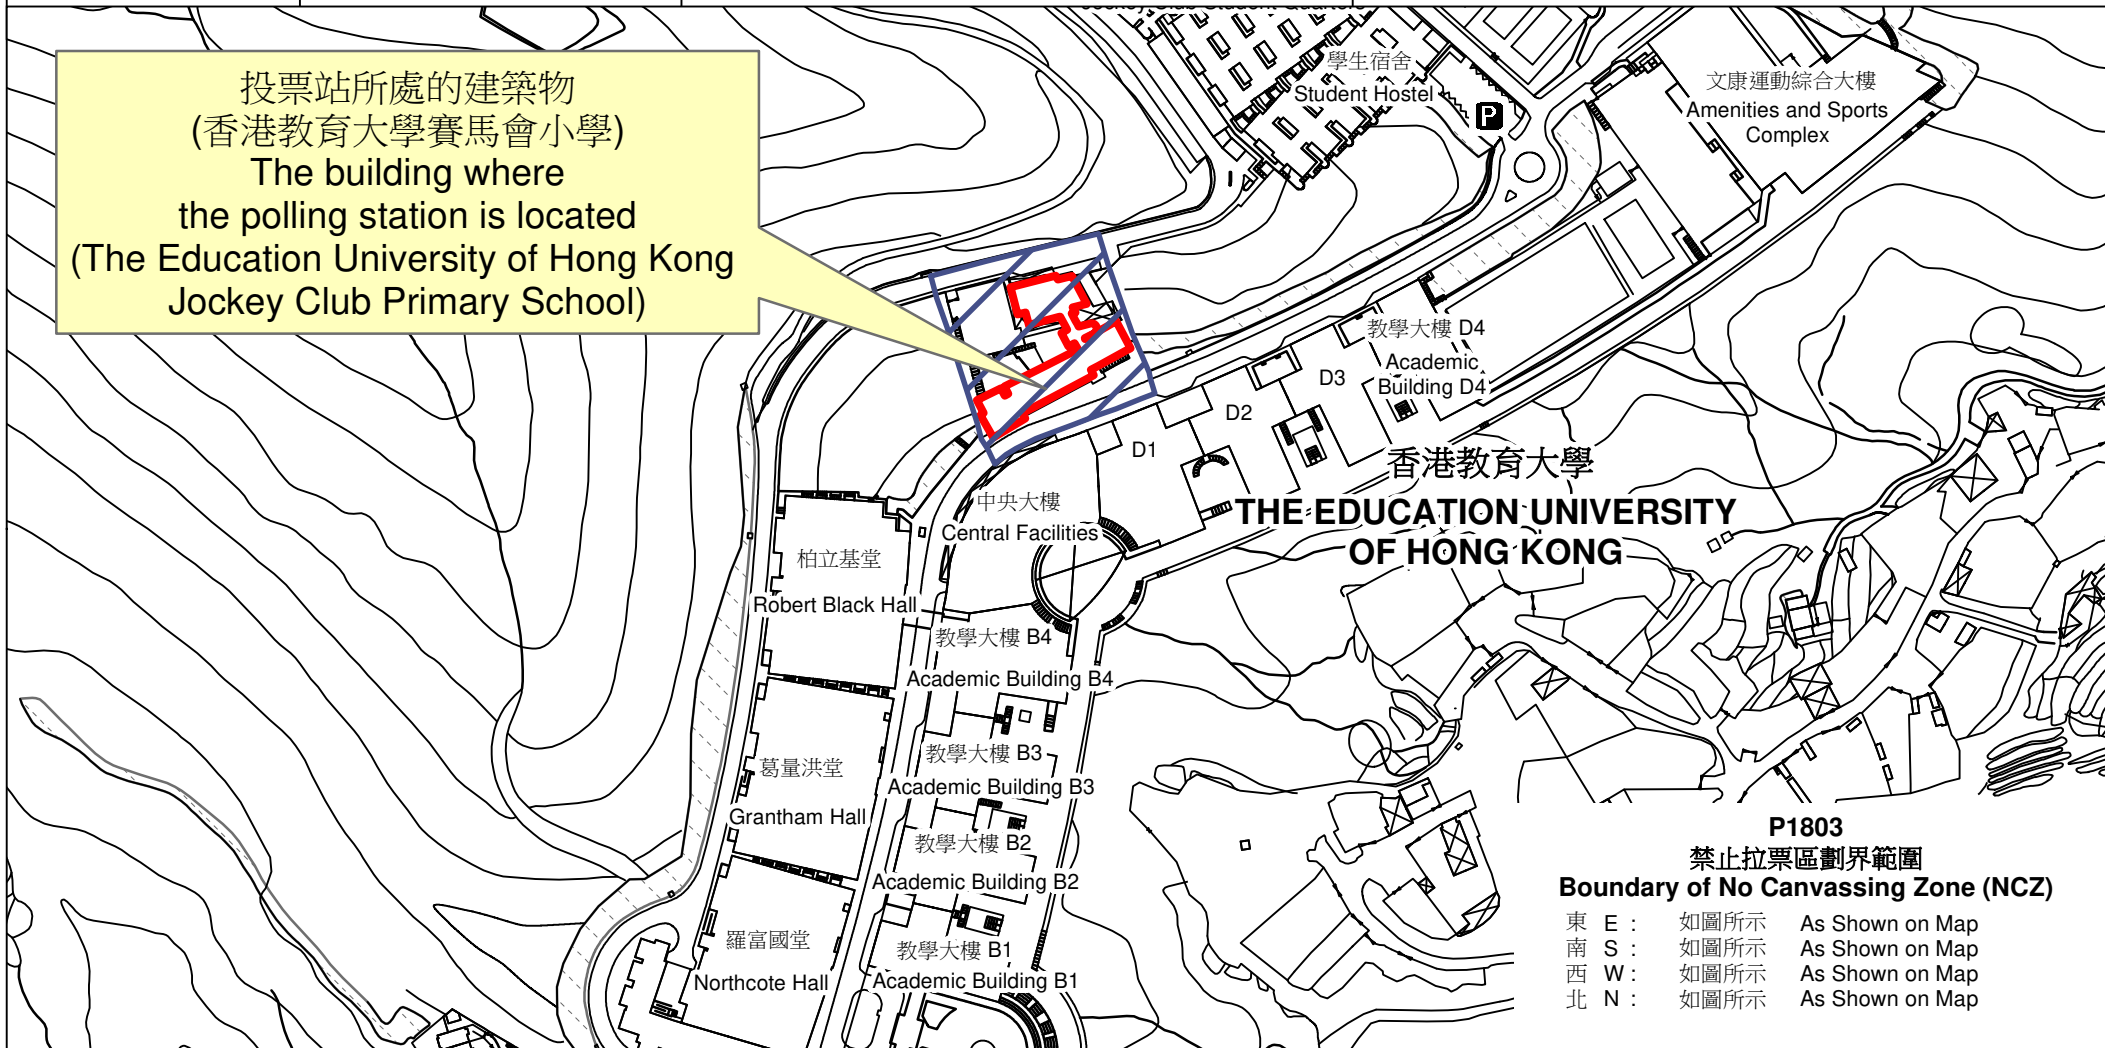 Jockey Club Student Quarters
投票站所處的建築物
(香港教育大學賽馬會小學)
The building where
the polling station is located
(The Education University of Hong Kong
Jockey Club Primary School)
學生宿舍
Student Hostel
P
文康運動綜合大樓
Amenities and Sports
Complex
教學大樓 D4
Academic
Building D4
D3
D2
D1
香港教育大學
THE EDUCATION UNIVERSITY
OF HONG KONG
中央大樓
Central Facilities
柏立基堂
Robert Black Hall
教學大樓 B4
Academic Building B4
教學大樓 B3
Academic Building B3
葛量洪堂
Grantham Hall
教學大樓 B2
Academic Building B2
羅富國堂
Northcote Hall
教學大樓 B1
Academic Building B1
P1803
禁止拉票區劃界範圍
Boundary of No Canvassing Zone (NCZ)
東 E : 如圖所示 As Shown on Map
南 S : 如圖所示 As Shown on Map
西 W : 如圖所示 As Shown on Map
北 N : 如圖所示 As Shown on Map